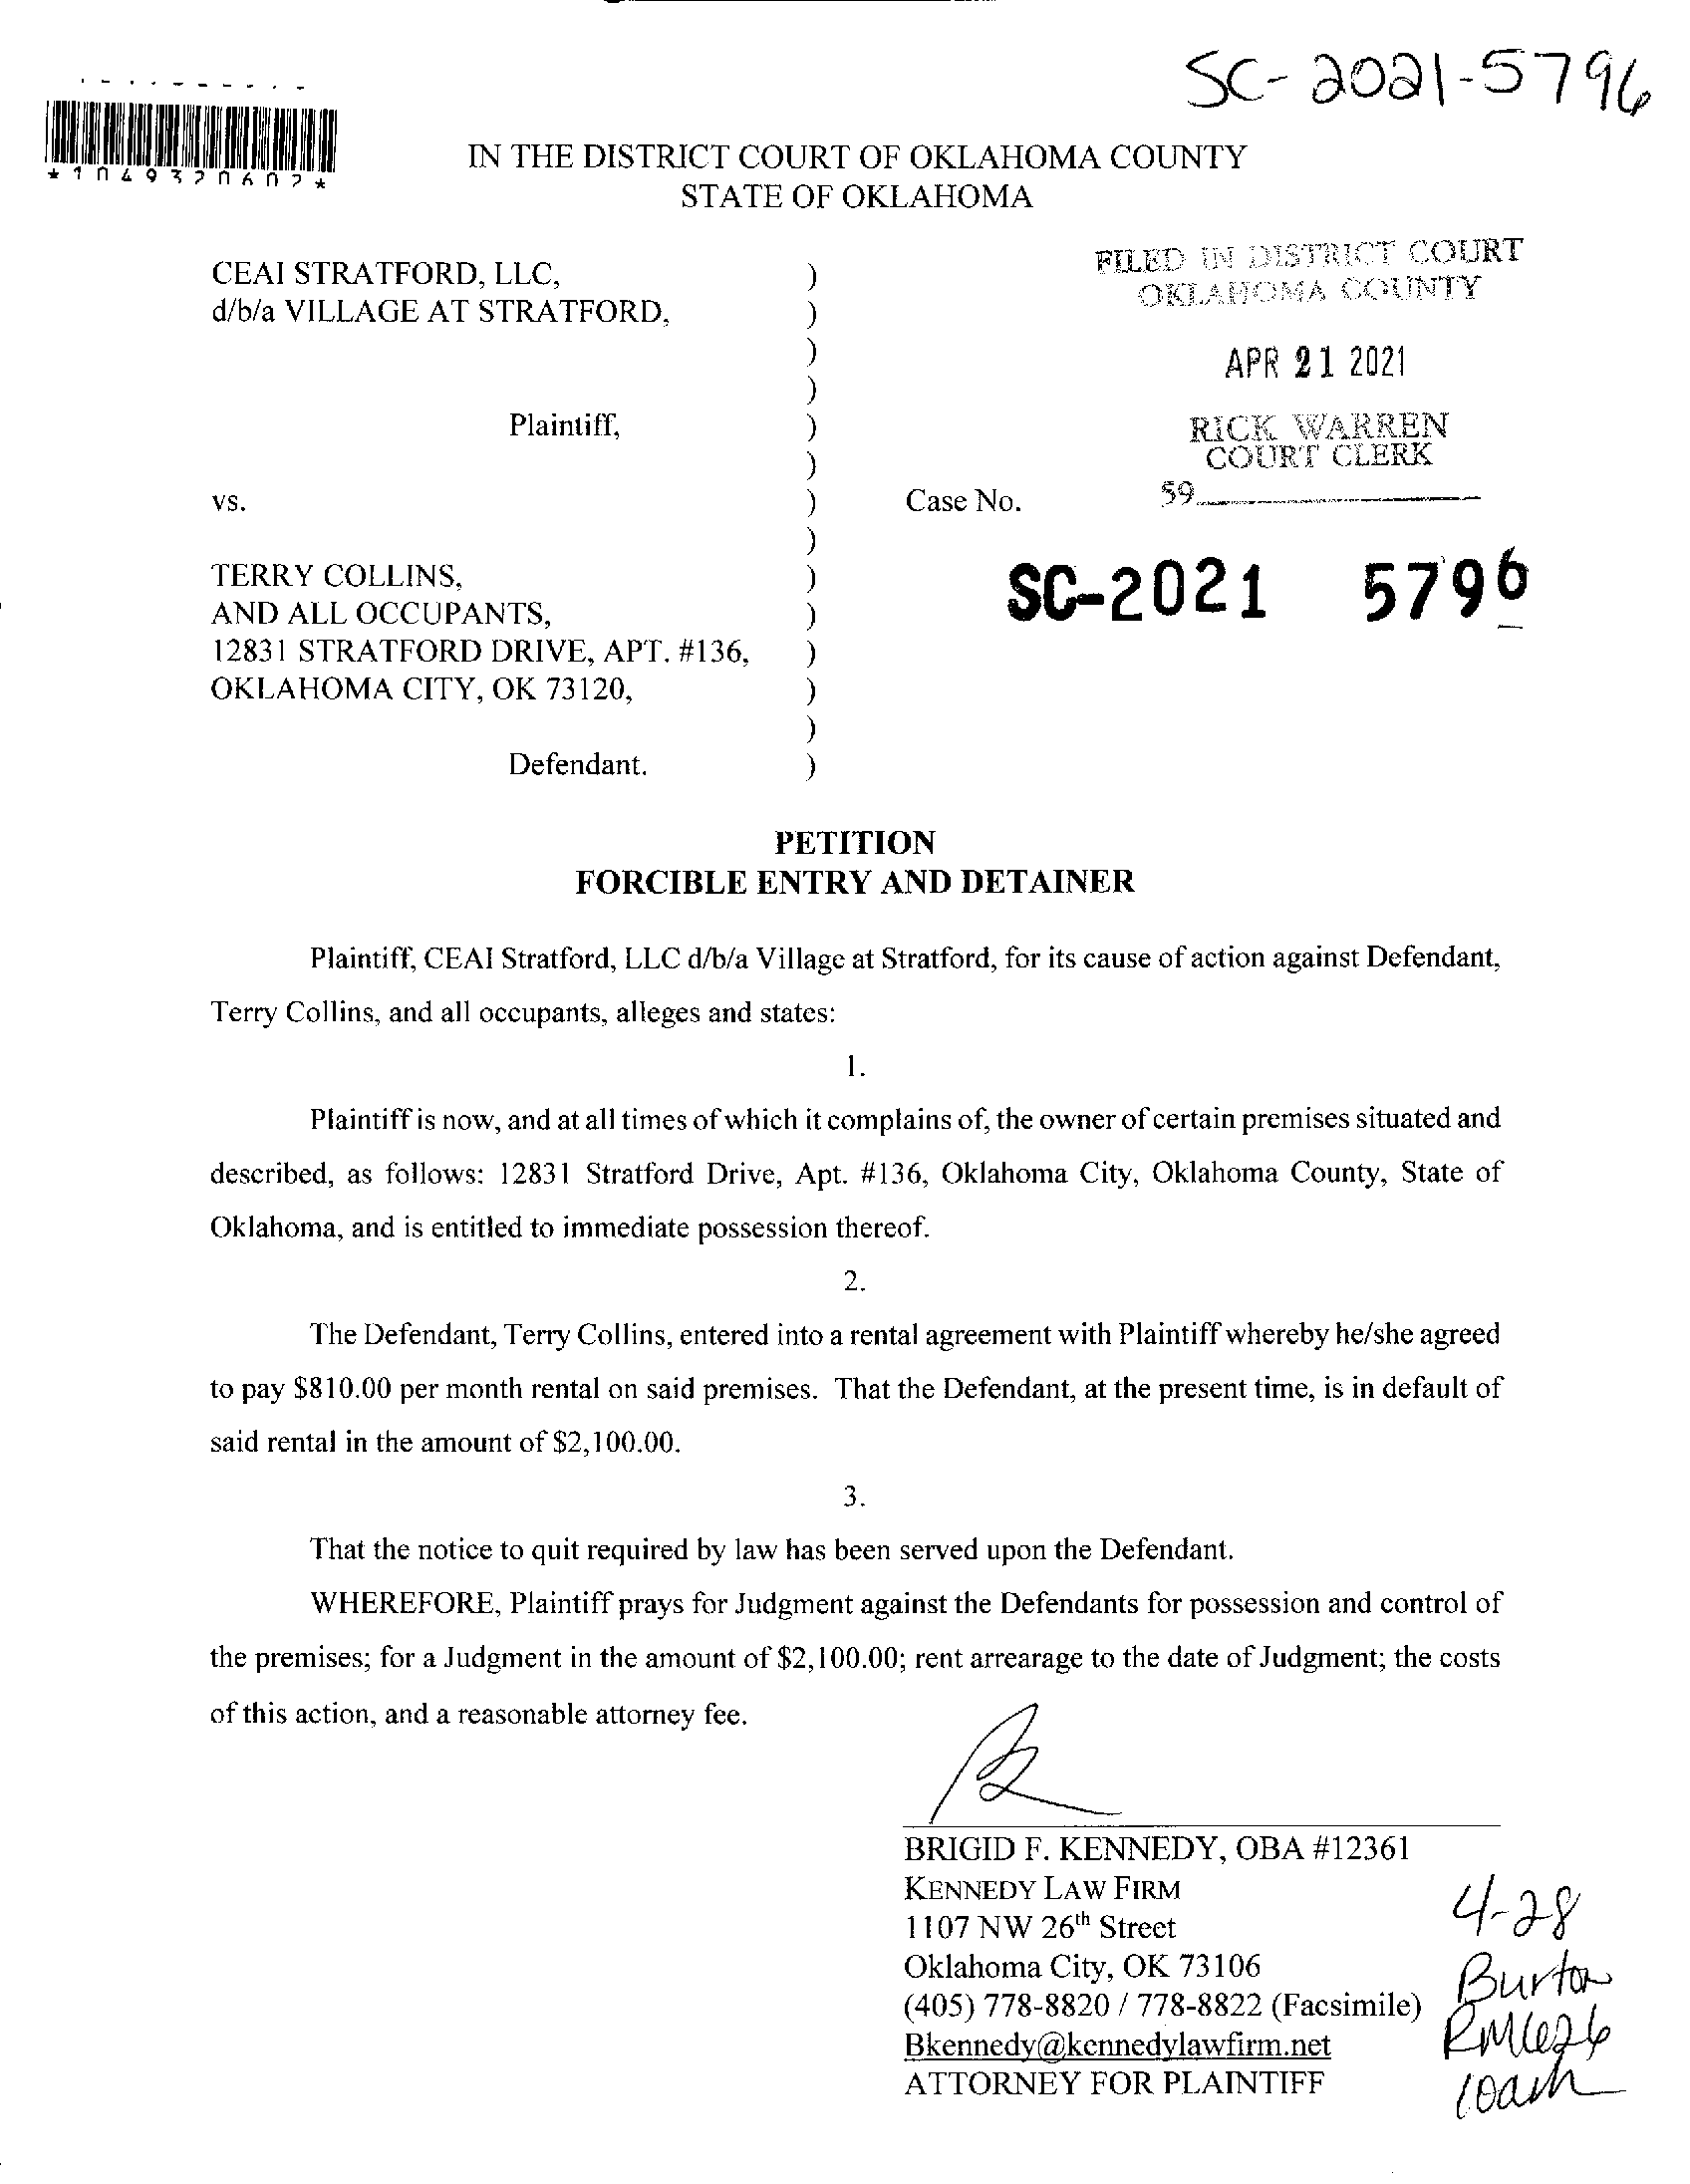 SC-2021-5796
*1049320602*
IN THE DISTRICT COURT OF OKLAHOMA COUNTY
STATE OF OKLAHOMA
FILED IN DISTRICT COURT
OKLAHOMA COUNTY
APR 21 2021
RICK WARREN
COURT CLERK
59
CEAI STRATFORD, LLC, )
d/b/a VILLAGE AT STRATFORD, )
)
)
Plaintiff, )
)
vs. ) Case No.
)
TERRY COLLINS, )
SC-2021 5796
AND ALL OCCUPANTS, )
12831 STRATFORD DRIVE, APT. #136, )
OKLAHOMA CITY, OK 73120, )
)
Defendant. )
PETITION
FORCIBLE ENTRY AND DETAINER
Plaintiff, CEAI Stratford, LLC d/b/a Village at Stratford, for its cause of action against Defendant,
Terry Collins, and all occupants, alleges and states:
1.
Plaintiff is now, and at all times of which it complains of, the owner of certain premises situated and
described, as follows: 12831 Stratford Drive, Apt. #136, Oklahoma City, Oklahoma County, State of
Oklahoma, and is entitled to immediate possession thereof.
2.
The Defendant, Terry Collins, entered into a rental agreement with Plaintiff whereby he/she agreed
to pay $810.00 per month rental on said premises. That the Defendant, at the present time, is in default of
said rental in the amount of $2,100.00.
3.
That the notice to quit required by law has been served upon the Defendant.
WHEREFORE, Plaintiff prays for Judgment against the Defendants for possession and control of
the premises; for a Judgment in the amount of $2,100.00; rent arrearage to the date of Judgment; the costs
of this action, and a reasonable attorney fee.
BRIGID F. KENNEDY, OBA #12361
KENNEDY LAW FIRM
1107 NW 26th Street
Oklahoma City, OK 73106
(405) 778-8820 / 778-8822 (Facsimile)
Bkennedy@kennedylawfirm.net
ATTORNEY FOR PLAINTIFF
4-28
Burton